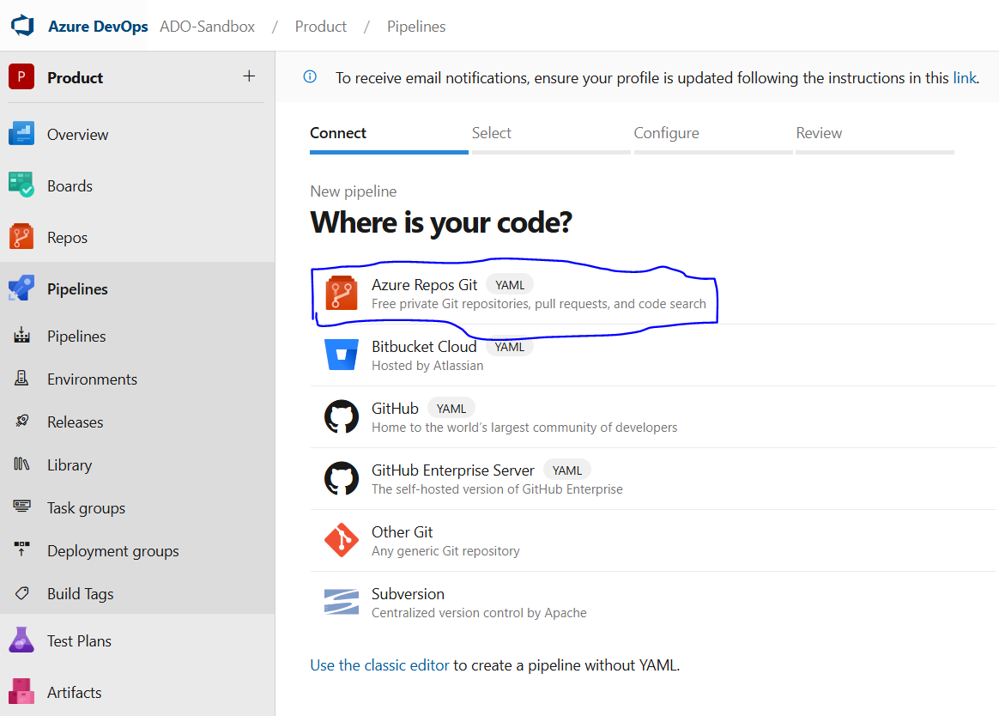 Azure DevOps ADO-Sandbox / Product / Pipelines
P Product +
Overview
Boards
Repos
Pipelines
Pipelines
Environments
Releases
Library
Task groups
Deployment groups
Build Tags
Test Plans
Artifacts
To receive email notifications, ensure your profile is updated following the instructions in this link.
Connect Select Configure Review
New pipeline
Where is your code?
Azure Repos Git YAML
Free private Git repositories, pull requests, and code search
Bitbucket Cloud YAML
Hosted by Atlassian
GitHub YAML
Home to the world's largest community of developers
GitHub Enterprise Server YAML
The self-hosted version of GitHub Enterprise
Other Git
Any generic Git repository
Subversion
Centralized version control by Apache
Use the classic editor to create a pipeline without YAML.